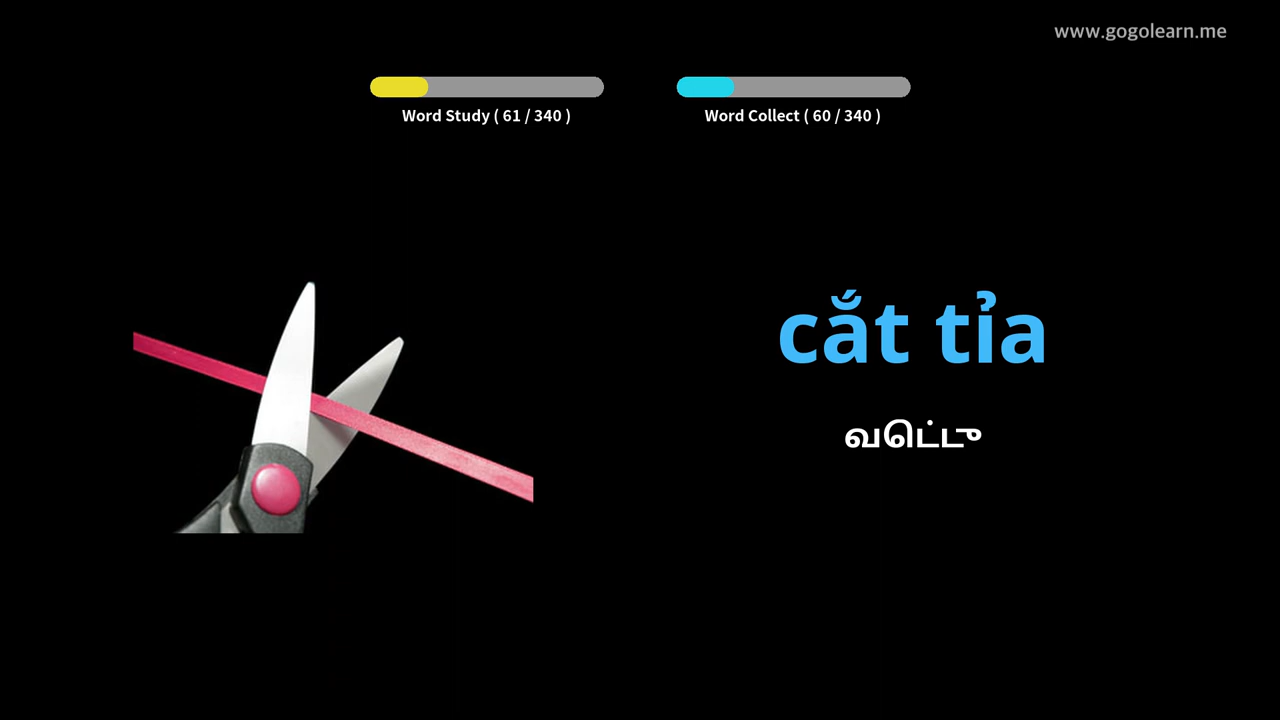 www.gogolearn.me
Word Study ( 61 / 340 )
Word Collect ( 60 / 340 )
cắt tỉa
வெட்டு